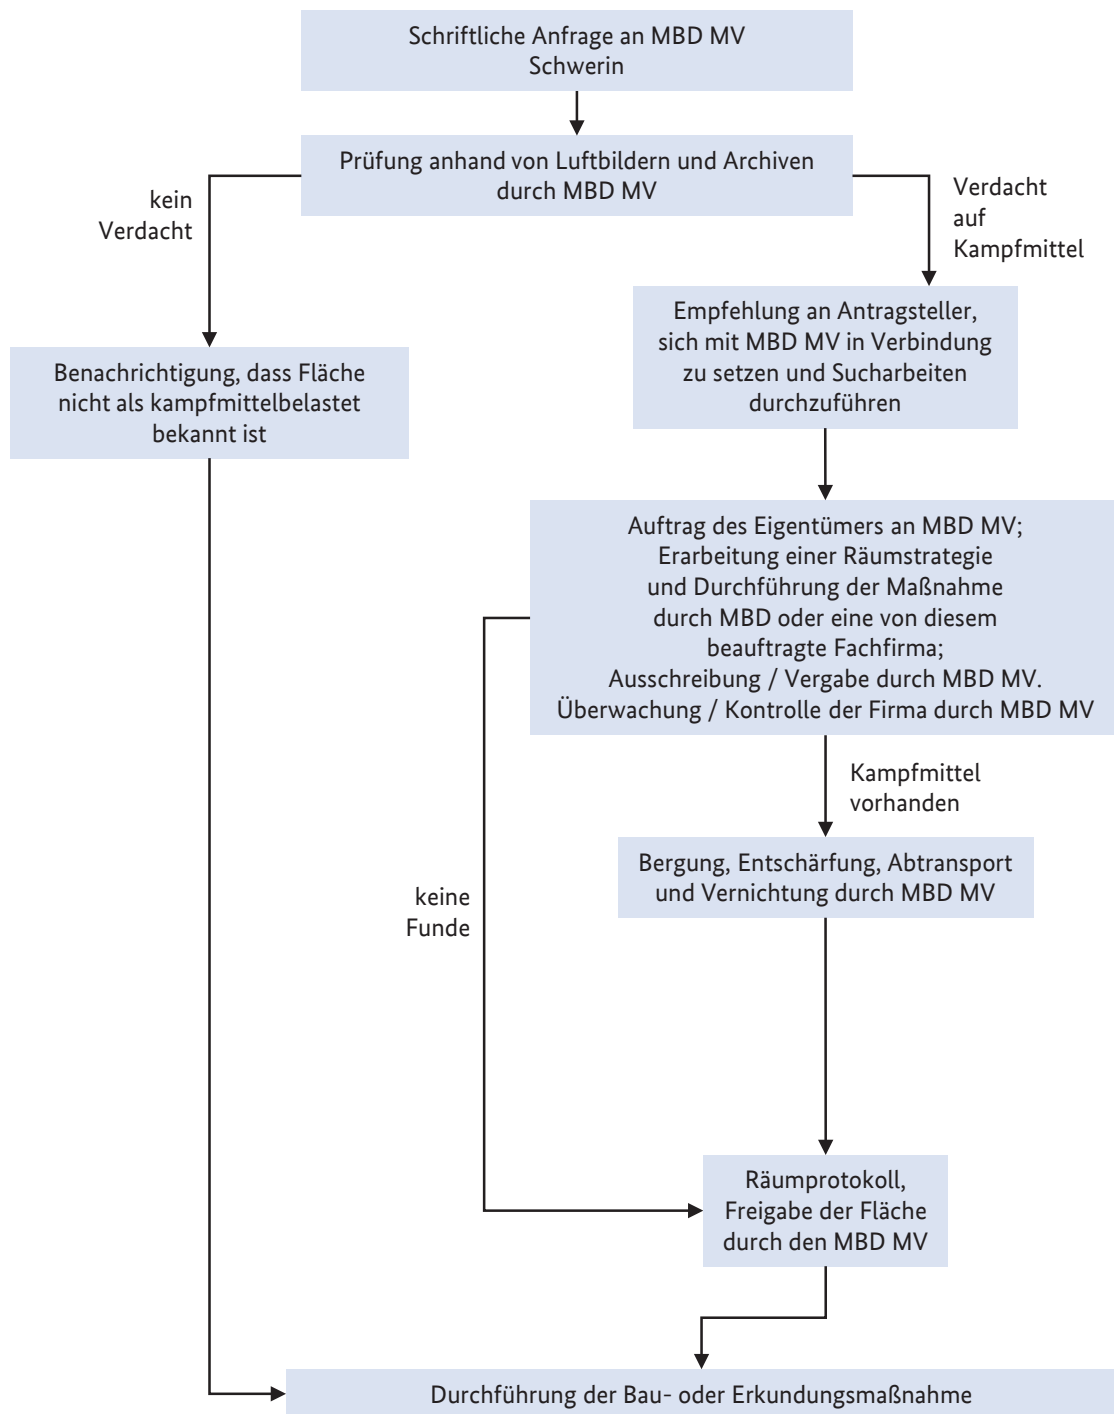 Schriftliche Anfrage an MBD MV
Schwerin
Prüfung anhand von Luftbildern und Archiven
durch MBD MV
kein
Verdacht
Verdacht
auf
Kampfmittel
Empfehlung an Antragsteller,
sich mit MBD MV in Verbindung
zu setzen und Sucharbeiten
durchzuführen
Benachrichtigung, dass Fläche
nicht als kampfmittelbelastet
bekannt ist
Auftrag des Eigentümers an MBD MV;
Erarbeitung einer Räumstrategie
und Durchführung der Maßnahme
durch MBD oder eine von diesem
beauftragte Fachfirma;
Ausschreibung / Vergabe durch MBD MV.
Überwachung / Kontrolle der Firma durch MBD MV
Kampfmittel
vorhanden
Bergung, Entschärfung, Abtransport
und Vernichtung durch MBD MV
keine
Funde
Räumprotokoll,
Freigabe der Fläche
durch den MBD MV
Durchführung der Bau- oder Erkundungsmaßnahme